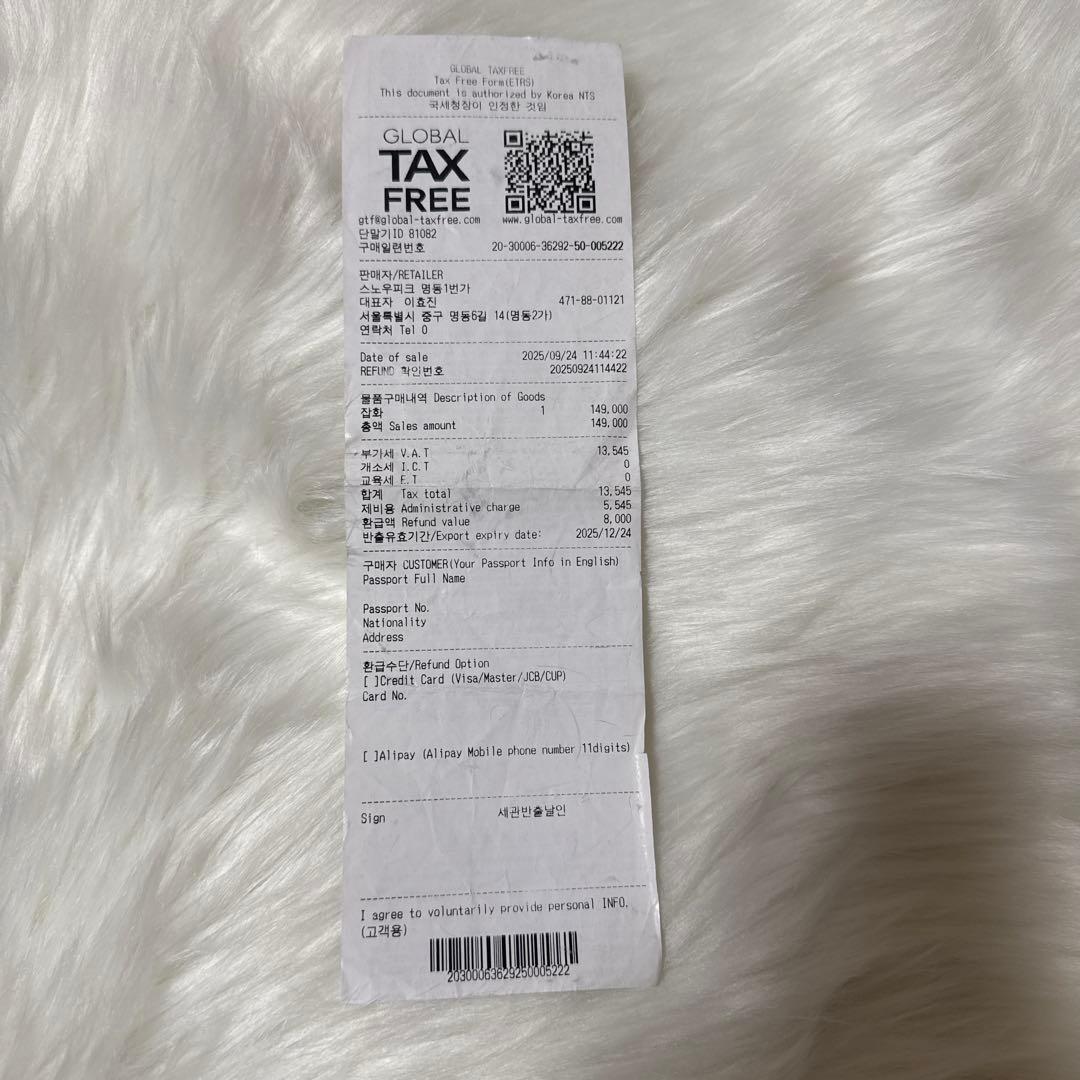 GLOBAL TAXFREE
Tax Free Form(ETRS)
This document is authorized by Korea NTS
국세청장이 인정한 것임
GLOBAL
TAX
FREE
gtf@global-taxfree.com www.global-taxfree.com
단말기ID 81082
구매일련번호 20-30006-36292-50-005222
판매자/RETAILER
스노우피크 명동1번가
대표자 이효진 471-88-01121
서울특별시 중구 명동6길 14(명동2가)
연락처 Tel 0
Date of sale 2025/09/24 11:44:22
REFUND 확인번호 20250924114422
물품구매내역 Description of Goods
잡화 1 149,000
총액 Sales amount 149,000
부가세 V.A.T 13,545
개소세 I.C.T 0
교육세 E.T 0
합계 Tax total 13,545
제비용 Administrative charge 5,545
환급액 Refund value 8,000
반출유효기간/Export expiry date: 2025/12/24
구매자 CUSTOMER(Your Passport Info in English)
Passport Full Name
Passport No.
Nationality
Address
환급수단/Refund Option
[ ]Credit Card (Visa/Master/JCB/CUP)
Card No.
[ ]Alipay (Alipay Mobile phone number 11digits)
Sign 세관반출날인
I agree to voluntarily provide personal INFO.
(고객용)
20300063629250005222